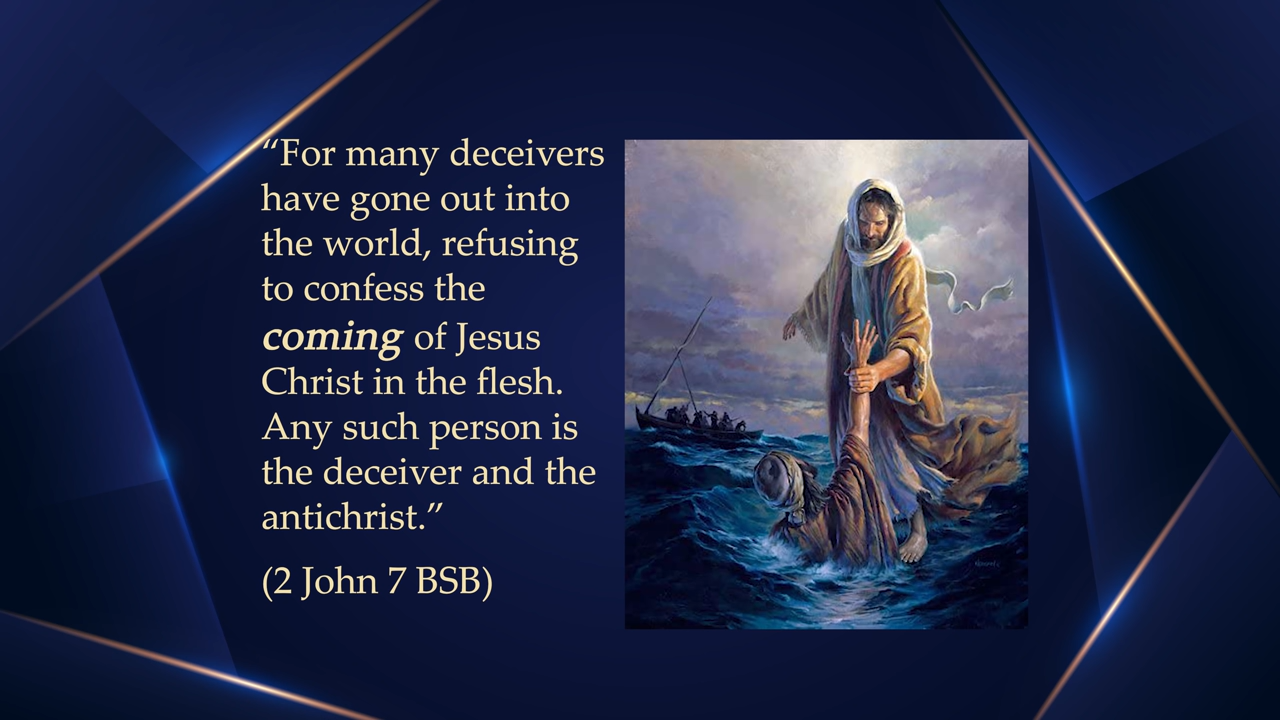 “For many deceivers
have gone out into
the world, refusing
to confess the
coming of Jesus
Christ in the flesh.
Any such person is
the deceiver and the
antichrist.”
(2 John 7 BSB)